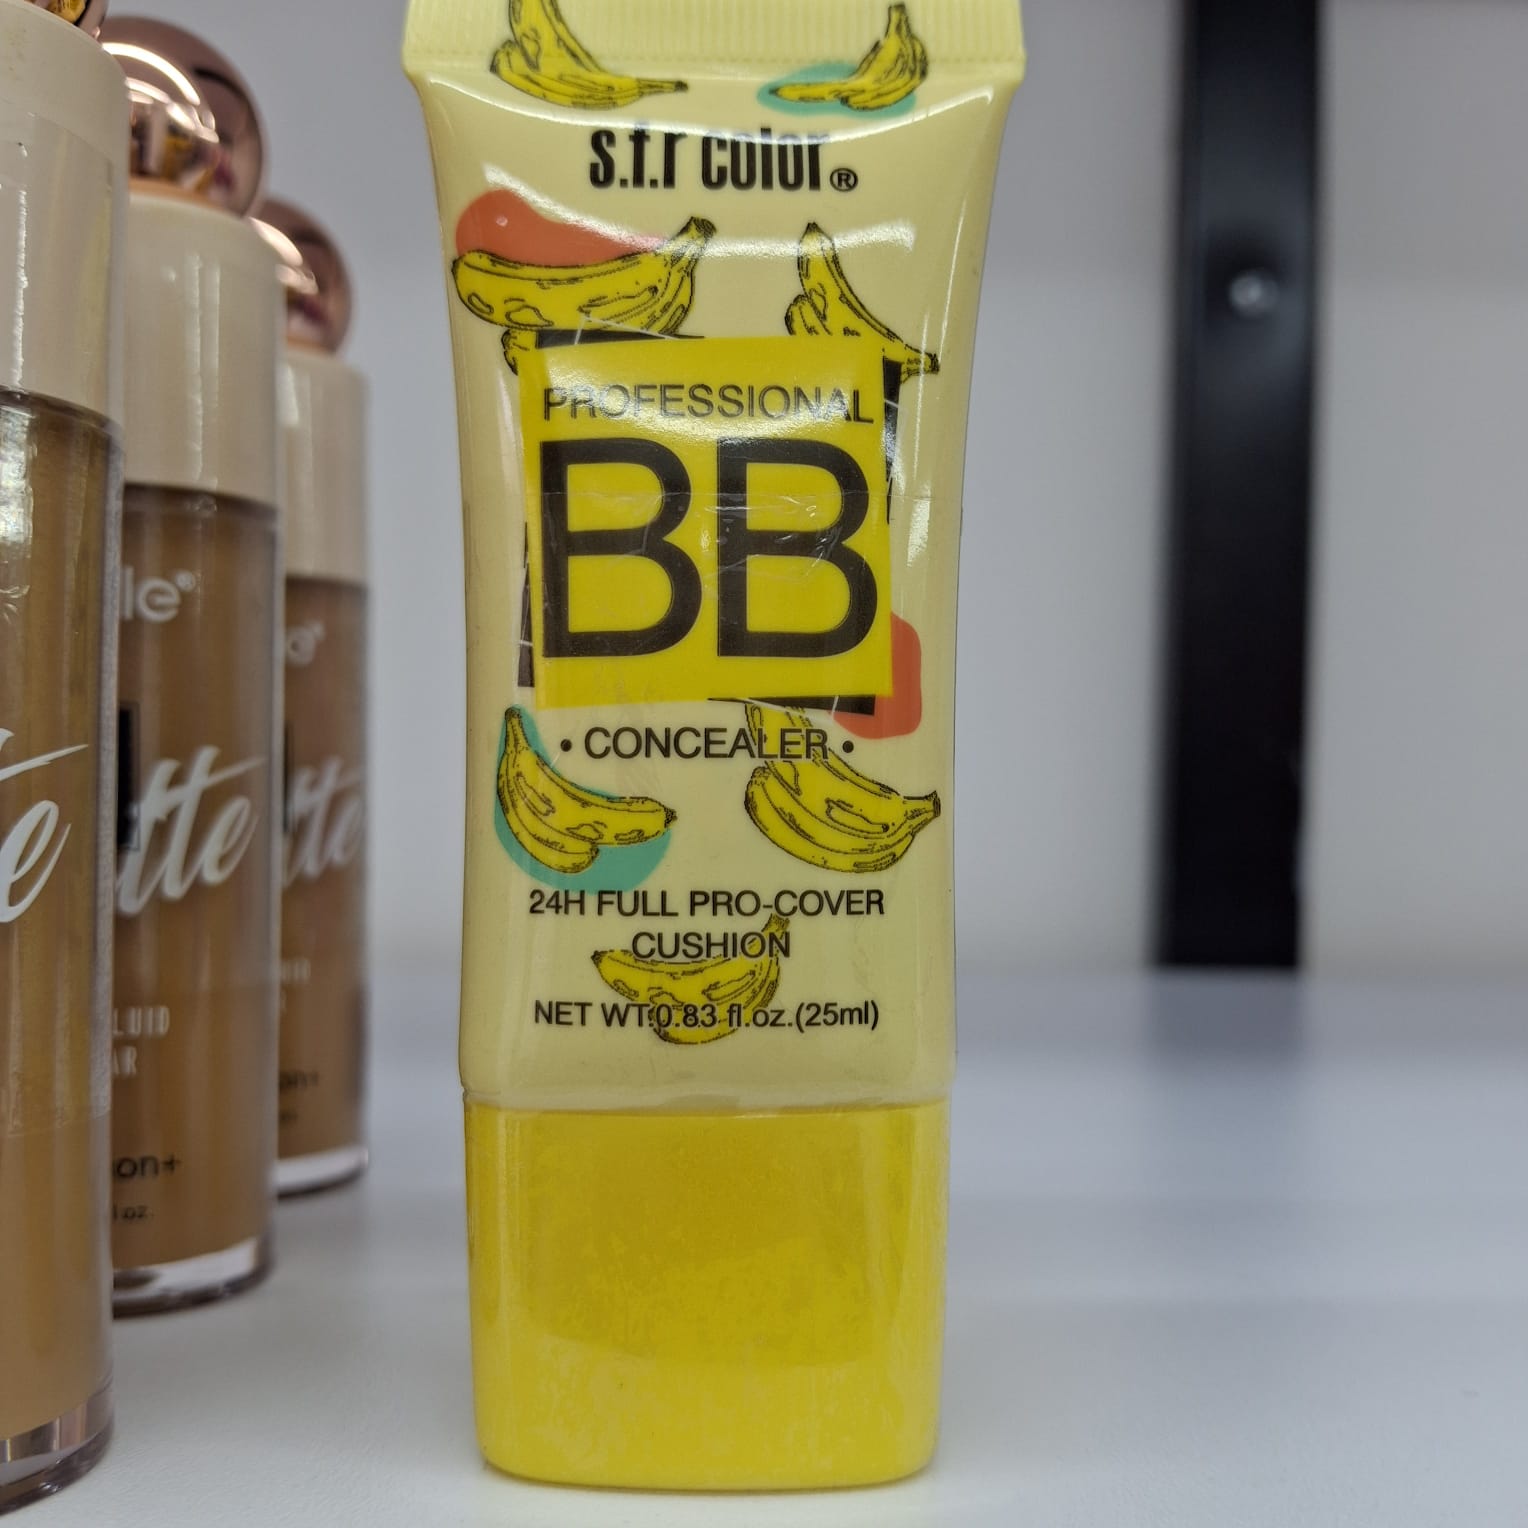 s.f.r color®
PROFESSIONAL
BB
• CONCEALER •
24H FULL PRO-COVER
CUSHION
NET WT.0.83 fl.oz.(25ml)